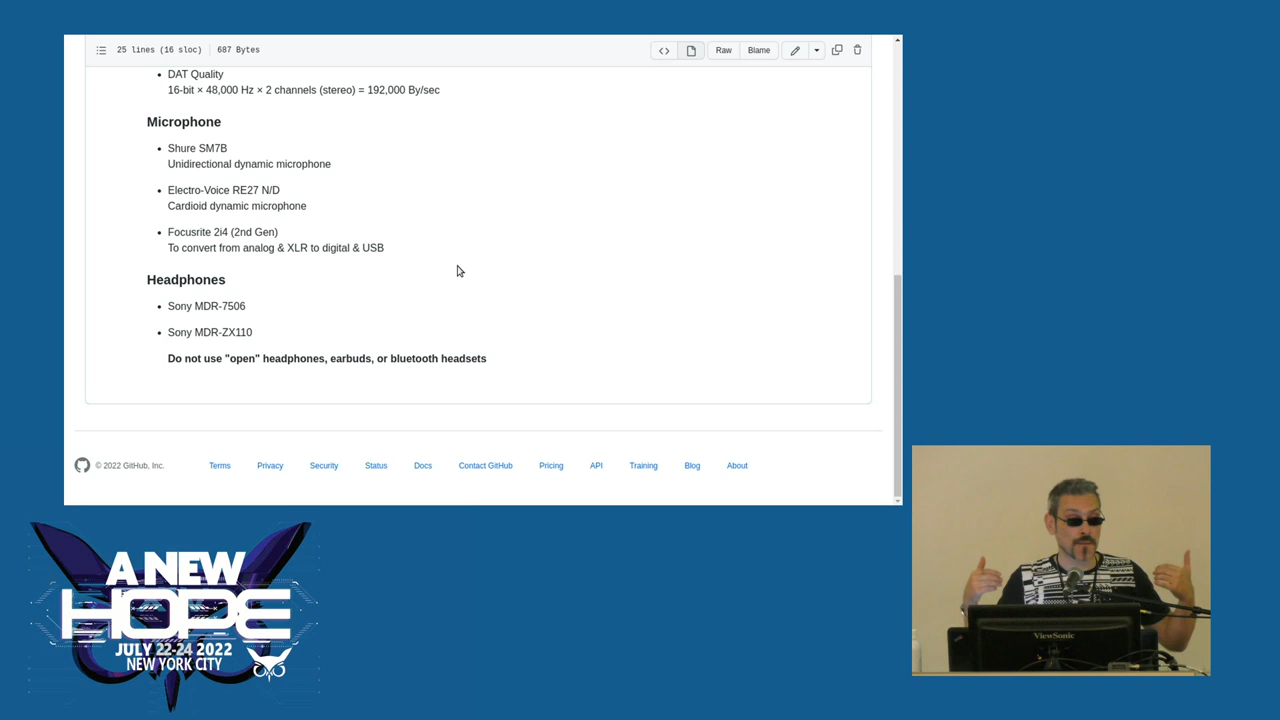 25 lines (16 sloc) 687 Bytes
Raw Blame
DAT Quality
16-bit × 48,000 Hz × 2 channels (stereo) = 192,000 By/sec
Microphone
Shure SM7B
Unidirectional dynamic microphone
Electro-Voice RE27 N/D
Cardioid dynamic microphone
Focusrite 2i4 (2nd Gen)
To convert from analog & XLR to digital & USB
Headphones
Sony MDR-7506
Sony MDR-ZX110
Do not use "open" headphones, earbuds, or bluetooth headsets
© 2022 GitHub, Inc. Terms Privacy Security Status Docs Contact GitHub Pricing API Training Blog About
A NEW
HOPE
JULY 22-24 2022
NEW YORK CITY
ViewSonic